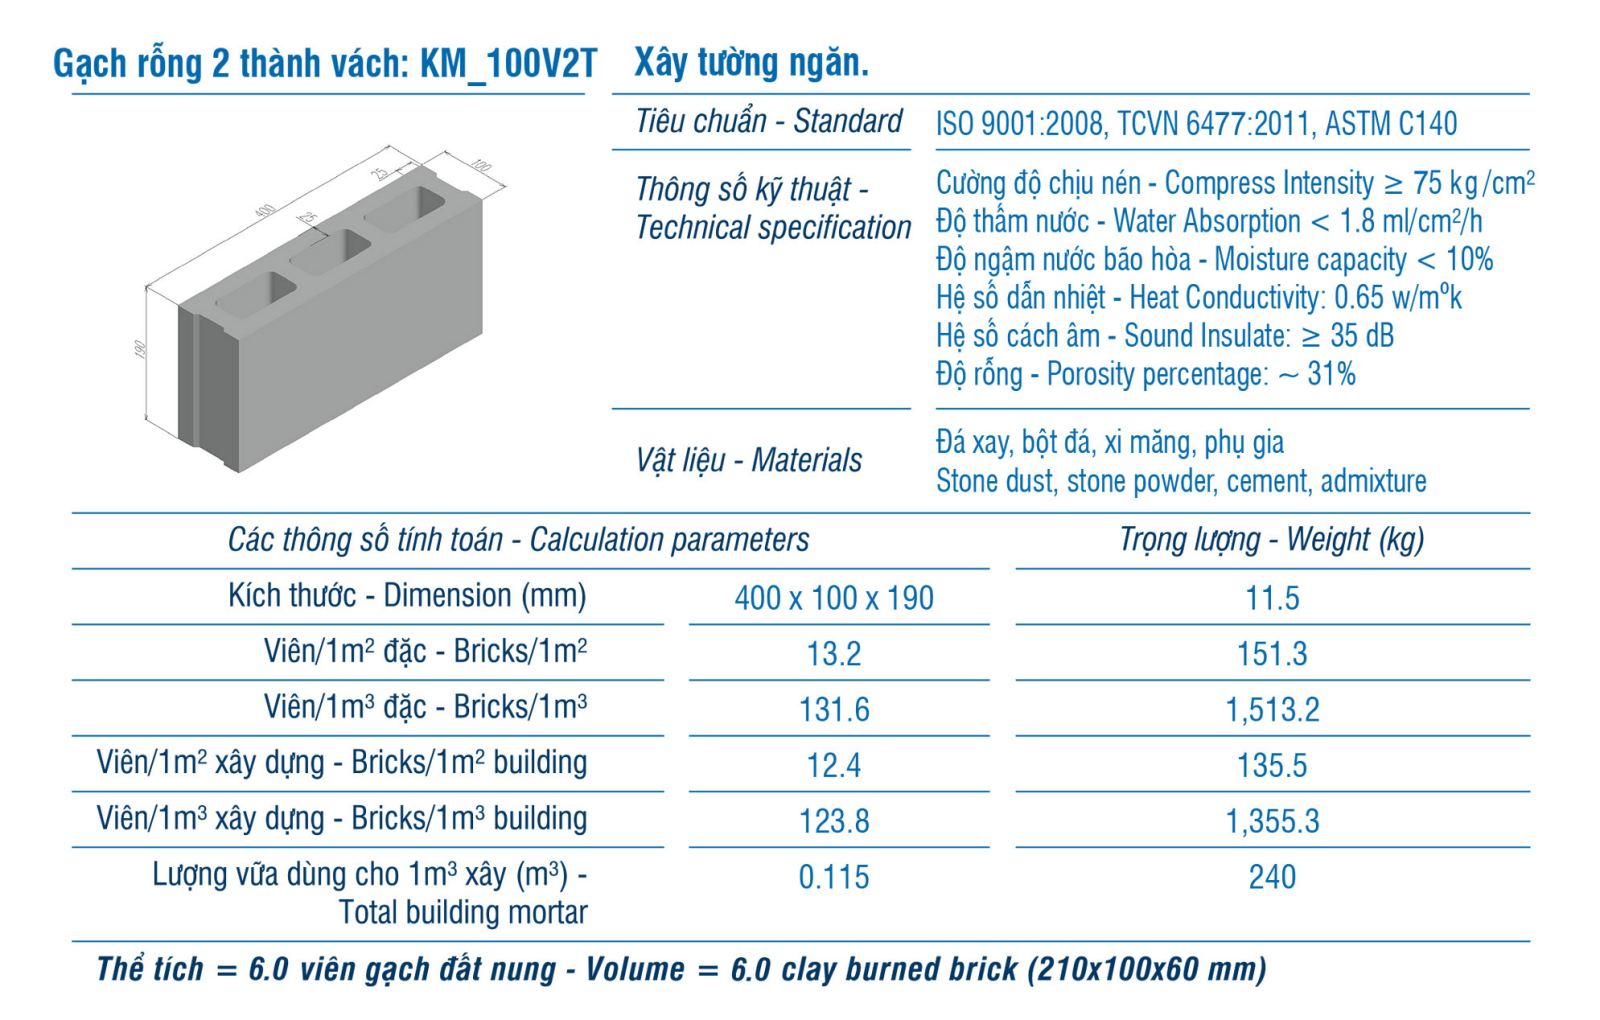 Gạch rỗng 2 thành vách: KM_100V2T
Xây tường ngăn.
400
25
25
100
190
Tiêu chuẩn - Standard
ISO 9001:2008, TCVN 6477:2011, ASTM C140
Thông số kỹ thuật -
Technical specification
Cường độ chịu nén - Compress Intensity ≥ 75 kg/cm²
Độ thấm nước - Water Absorption < 1.8 ml/cm²/h
Độ ngậm nước bão hòa - Moisture capacity < 10%
Hệ số dẫn nhiệt - Heat Conductivity: 0.65 w/m⁰k
Hệ số cách âm - Sound Insulate: ≥ 35 dB
Độ rỗng - Porosity percentage: ~ 31%
Vật liệu - Materials
Đá xay, bột đá, xi măng, phụ gia
Stone dust, stone powder, cement, admixture
Các thông số tính toán - Calculation parameters
Trọng lượng - Weight (kg)
Kích thước - Dimension (mm) 400 x 100 x 190 11.5
Viên/1m² đặc - Bricks/1m² 13.2 151.3
Viên/1m³ đặc - Bricks/1m³ 131.6 1,513.2
Viên/1m² xây dựng - Bricks/1m² building 12.4 135.5
Viên/1m³ xây dựng - Bricks/1m³ building 123.8 1,355.3
Lượng vữa dùng cho 1m³ xây (m³) - 0.115 240
Total building mortar
Thể tích = 6.0 viên gạch đất nung - Volume = 6.0 clay burned brick (210x100x60 mm)